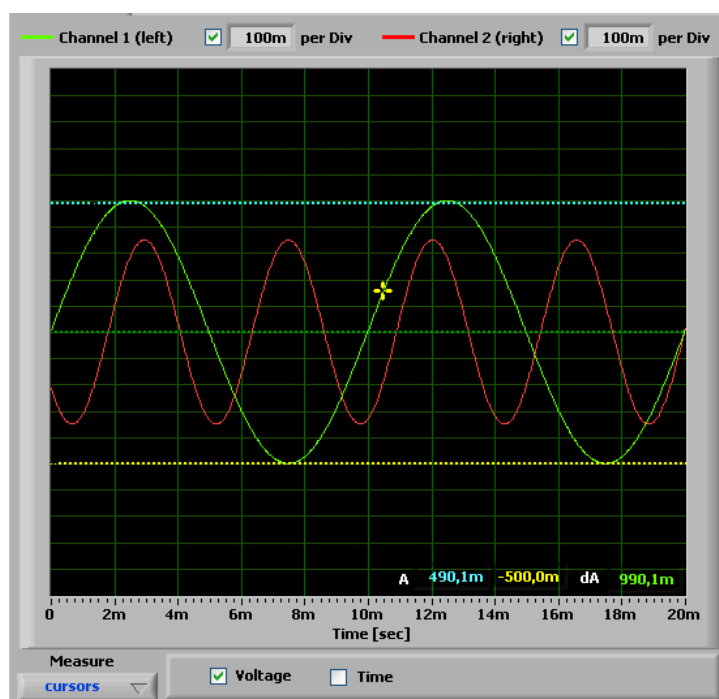 Channel 1 (left) 100m per Div Channel 2 (right) 100m per Div
A 490,1m -500,0m dA 990,1m
0 2m 4m 6m 8m 10m 12m 14m 16m 18m 20m
Time [sec]
Measure
cursors
Voltage Time